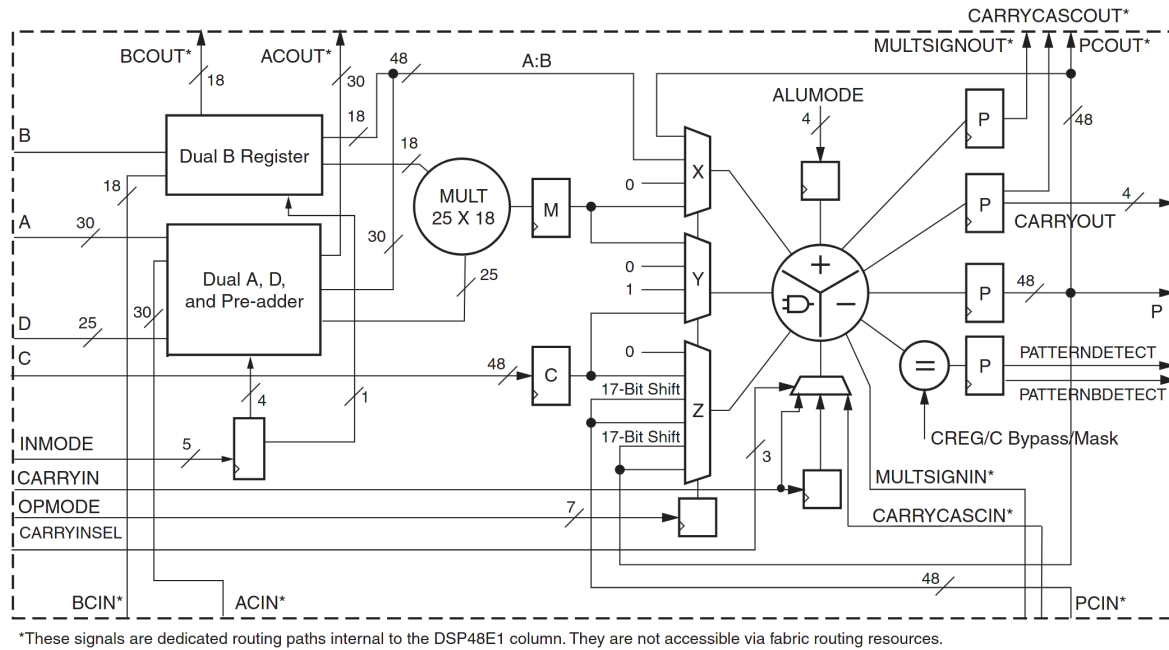 CARRYCASCOUT*
BCOUT*
ACOUT*
MULTSIGNOUT*
PCOUT*
18
30
48
A:B
ALUMODE
4
48
B
18
Dual B Register
18
X
P
0
MULT
25 X 18
M
18
A
30
30
P
4
CARRYOUT
Dual A, D,
and Pre-adder
25
0
1
Y
+
−
P
48
P
D
25
30
C
48
C
0
17-Bit Shift
17-Bit Shift
Z
=
P
PATTERNDETECT
PATTERNBDETECT
4
1
INMODE
5
3
CREG/C Bypass/Mask
CARRYIN
MULTSIGNIN*
OPMODE
7
CARRYCASCIN*
CARRYINSEL
48
BCIN*
ACIN*
PCIN*
*These signals are dedicated routing paths internal to the DSP48E1 column. They are not accessible via fabric routing resources.